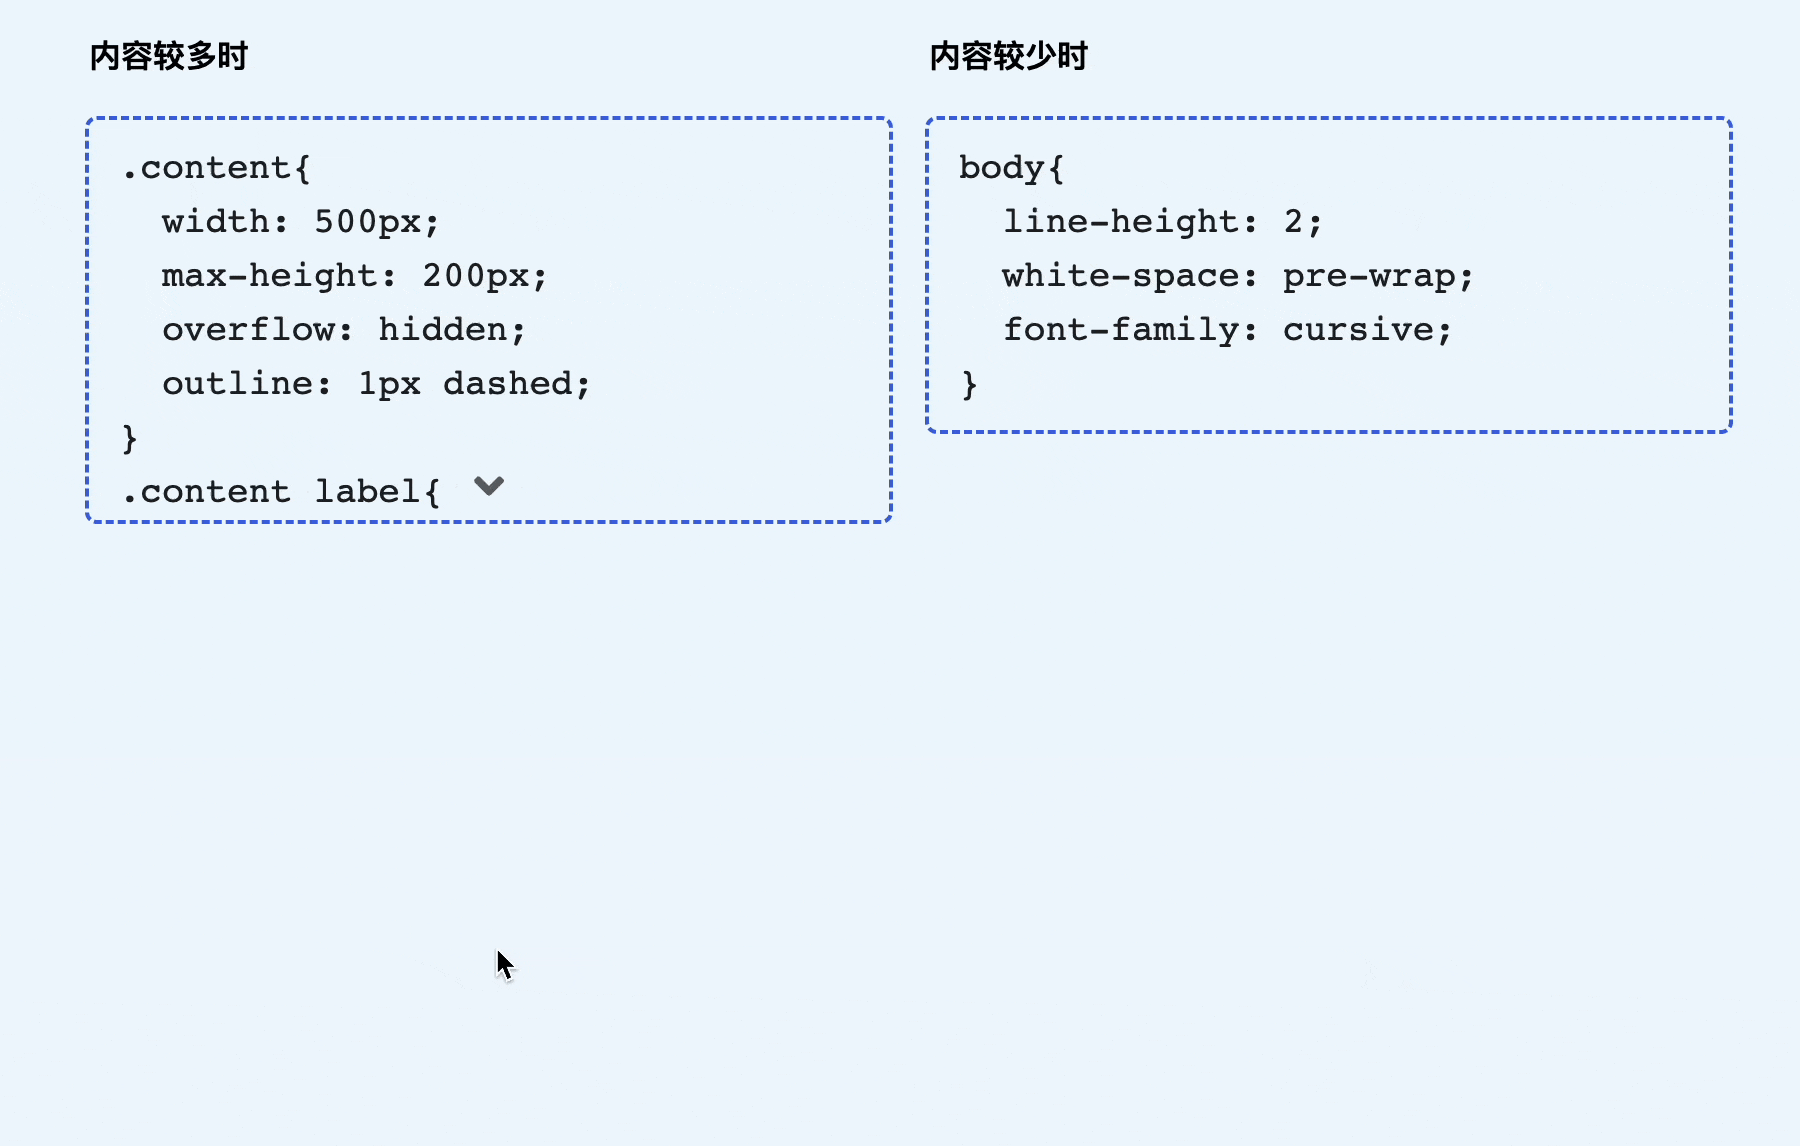 内容较多时
.content{
  width: 500px;
  max-height: 200px;
  overflow: hidden;
  outline: 1px dashed;
}
.content label{
内容较少时
body{
  line-height: 2;
  white-space: pre-wrap;
  font-family: cursive;
}